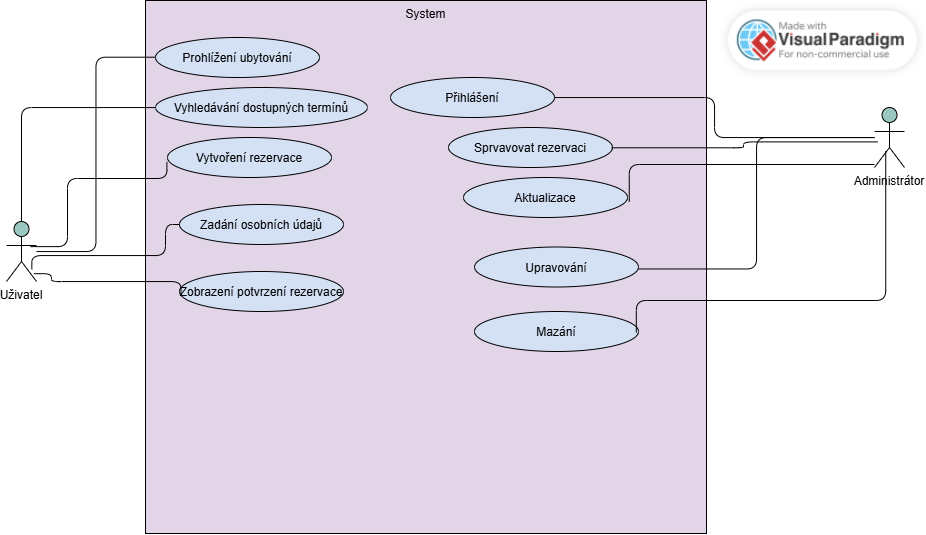 System
Made with
Visual Paradigm
For non-commercial use
Prohlížení ubytování
Vyhledávání dostupných termínů
Přihlášení
Vytvoření rezervace
Sprvavovat rezervaci
Administrátor
Aktualizace
Zadání osobních údajů
Upravování
Uživatel
Zobrazení potvrzení rezervace
Mazání